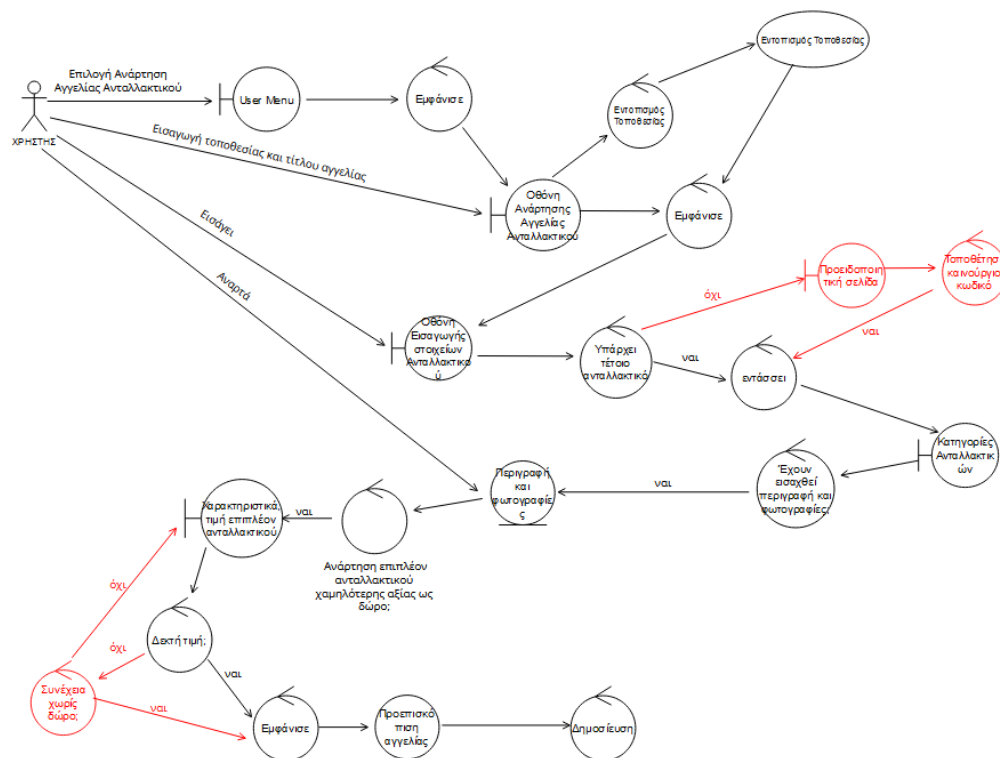 Εντοπισμός Τοποθεσίας
Επιλογή Ανάρτηση
Αγγελίας Ανταλλακτικού
User Menu
Εμφάνισε
Εντοπισμός
Τοποθεσίας
ΧΡΗΣΤΗΣ
Εισαγωγή τοποθεσίας και τίτλου αγγελίας
Οθόνη
Ανάρτησης
Αγγελίας
Ανταλλακτικού
Εμφάνισε
Εισάγει
Αναρτά
Προειδοποιη
τική σελίδα
Τοποθέτησ
καινούργιο
κωδικό
όχι
ναι
Οθόνη
Εισαγωγής
στοιχείων
Ανταλλακτικο
ύ
Υπάρχει
τέτοιο
ανταλλακτικό
ναι
εντάσσει
Κατηγορίες
Ανταλλακτικ
ών
Έχουν
εισαχθεί
περιγραφή και
φωτογραφίες;
ναι
Περιγραφή
και
φωτογραφίε
ς
ναι
Χαρακτηριστικά,
τιμή επιπλέον
ανταλλακτικού
Ανάρτηση επιπλέον
ανταλλακτικού
χαμηλότερης αξίας ως
δώρο;
όχι
Δεκτή τιμή;
όχι
ναι
Συνέχεια
χωρίς
δώρο;
ναι
Εμφάνισε
Προεπισκό
πιση
αγγελίας
Δημοσίευση